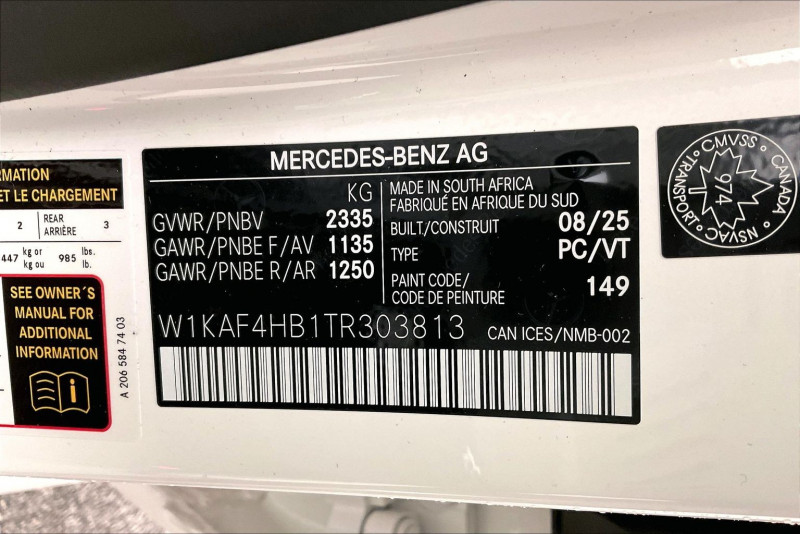 RMATION
ET LE CHARGEMENT
2 REAR ARRIÈRE 3
447 kg or kg ou 985 lbs. lb.
SEE OWNER´S
MANUAL FOR
ADDITIONAL
INFORMATION
A 206 584 74 03
MERCEDES-BENZ AG
KG
GVWR/PNBV 2335
GAWR/PNBE F/AV 1135
GAWR/PNBE R/AR 1250
MADE IN SOUTH AFRICA
FABRIQUÉ EN AFRIQUE DU SUD
BUILT/CONSTRUIT 08/25
TYPE PC/VT
PAINT CODE/
CODE DE PEINTURE 149
W1KAF4HB1TR303813 CAN ICES/NMB-002
CMVSS CANADA
NSVAC TRANSPORT
974